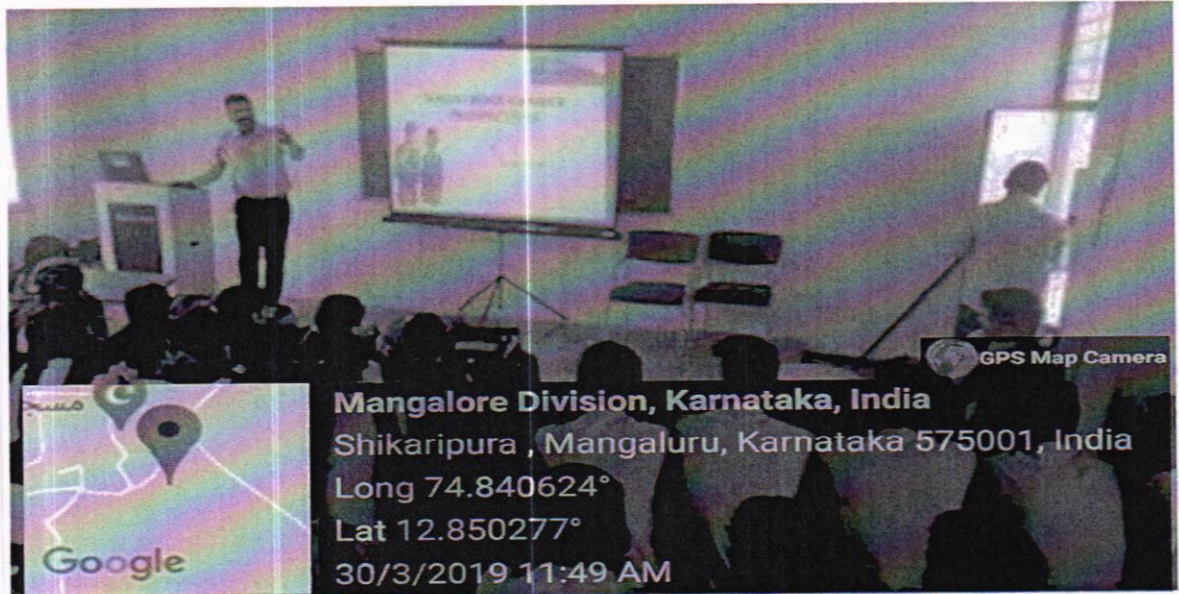 GPS Map Camera
Mangalore Division, Karnataka, India
Shikaripura , Mangaluru, Karnataka 575001, India
Long 74.840624°
Lat 12.850277°
30/3/2019 11:49 AM
Google